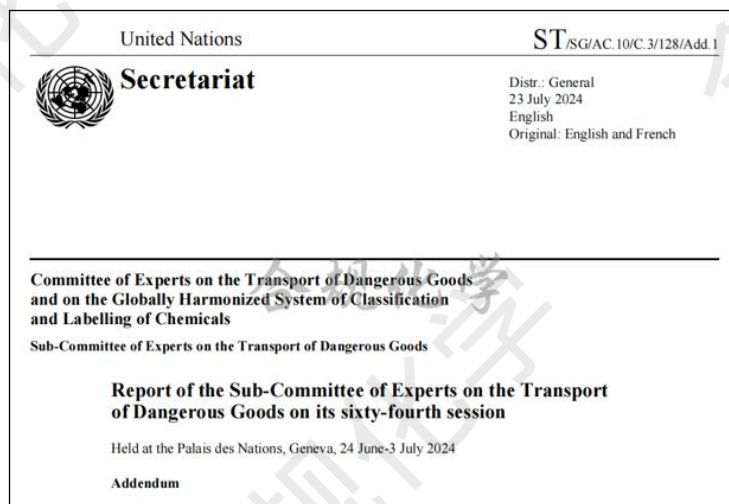 United Nations
ST/SG/AC.10/C.3/128/Add.1
Secretariat
Distr.: General
23 July 2024
English
Original: English and French
Committee of Experts on the Transport of Dangerous Goods
and on the Globally Harmonized System of Classification
and Labelling of Chemicals
Sub-Committee of Experts on the Transport of Dangerous Goods
Report of the Sub-Committee of Experts on the Transport
of Dangerous Goods on its sixty-fourth session
Held at the Palais des Nations, Geneva, 24 June-3 July 2024
Addendum
合规化学